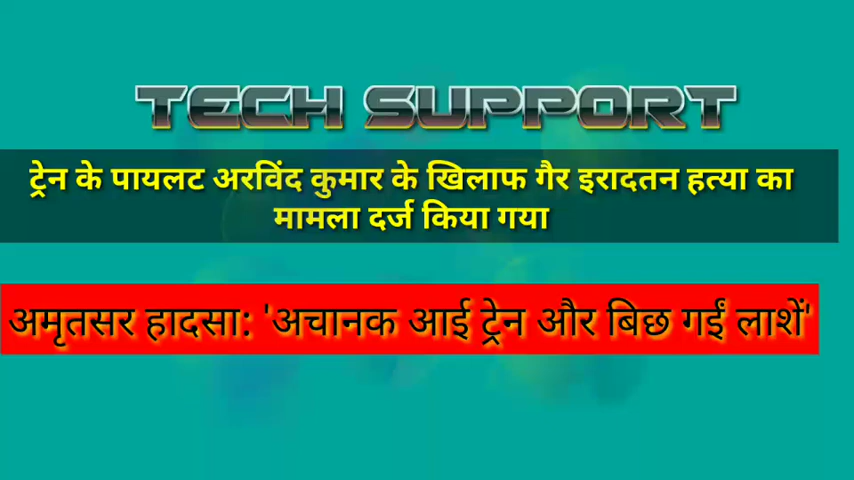 TECH SUPPORT
ट्रेन के पायलट अरविंद कुमार के खिलाफ गैर इरादतन हत्या का
मामला दर्ज किया गया
अमृतसर हादसा: 'अचानक आई ट्रेन और बिछ गईं लाशें'